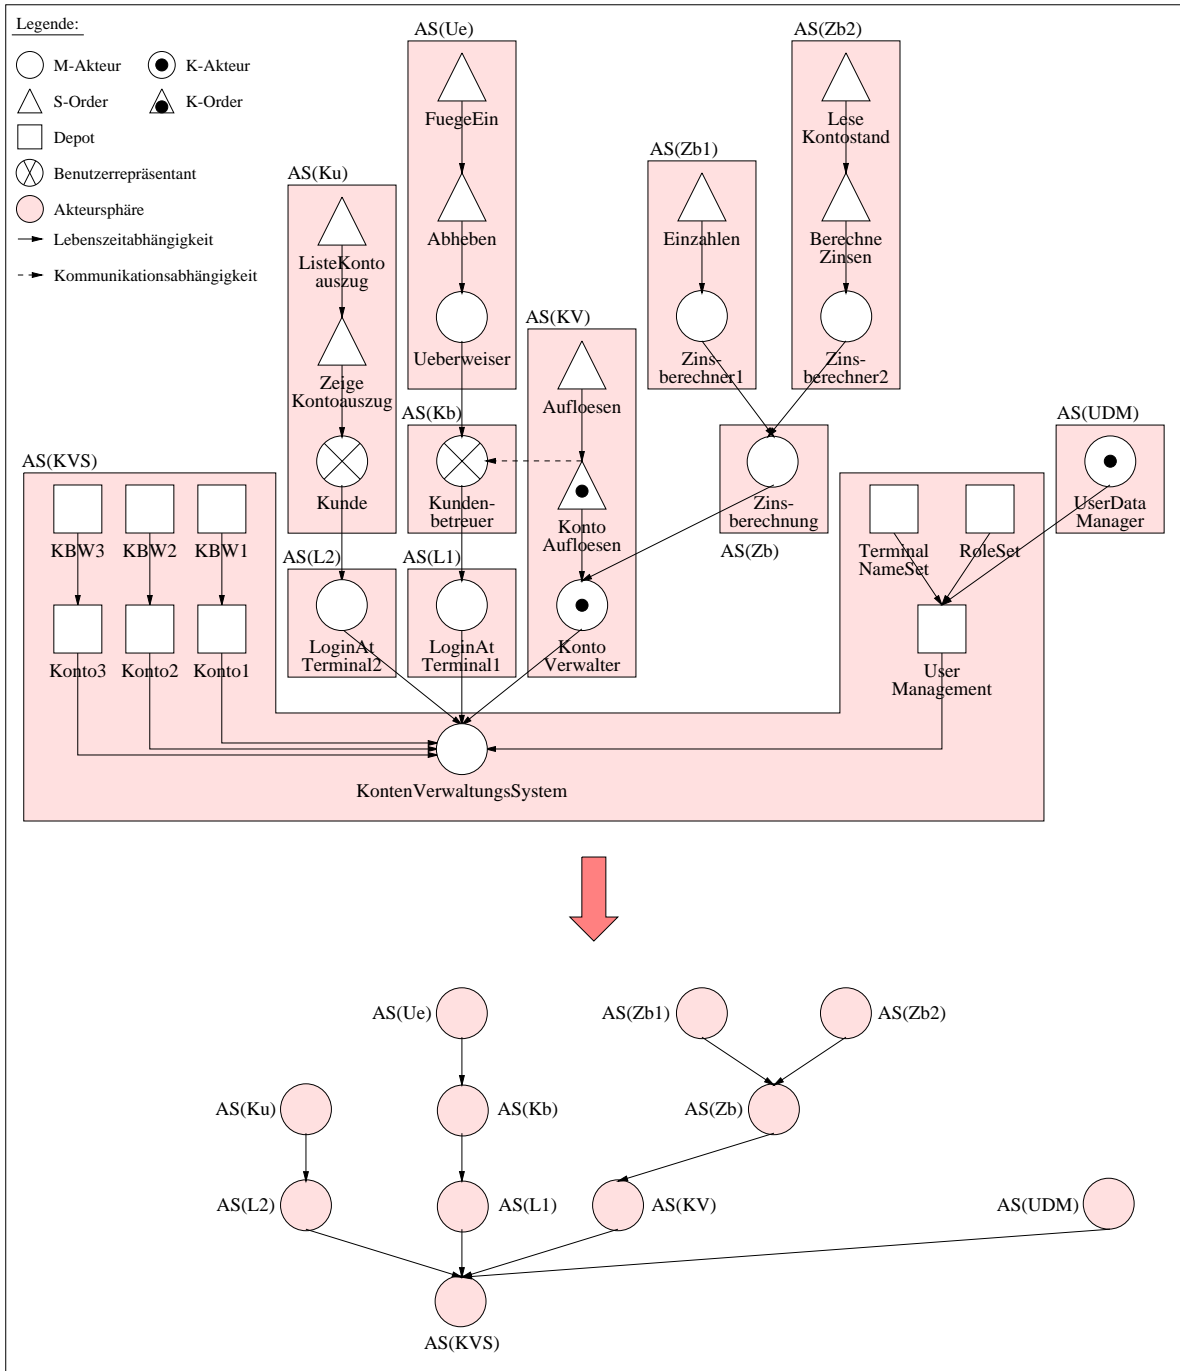 Legende:
M-Akteur
K-Akteur
S-Order
K-Order
Depot
Benutzerrepräsentant
Akteursphäre
Lebenszeitabhängigkeit
Kommunikationsabhängigkeit
AS(Ue)
FuegeEin
Abheben
Ueberweiser
AS(Zb2)
Lese
Kontostand
Berechne
Zinsen
Zins-
berechner2
AS(Zb1)
Einzahlen
Zins-
berechner1
AS(Ku)
ListeKonto
auszug
Zeige
Kontoauszug
Kunde
AS(KV)
Aufloesen
Konto
Aufloesen
Konto
Verwalter
AS(Kb)
Kunden-
betreuer
Zins-
berechnung
AS(Zb)
AS(UDM)
UserData
Manager
AS(KVS)
KBW3
KBW2
KBW1
Konto3
Konto2
Konto1
AS(L2)
LoginAt
Terminal2
AS(L1)
LoginAt
Terminal1
Terminal
NameSet
RoleSet
User
Management
KontenVerwaltungsSystem
AS(Ue)
AS(Zb1)
AS(Zb2)
AS(Ku)
AS(Kb)
AS(Zb)
AS(L2)
AS(L1)
AS(KV)
AS(UDM)
AS(KVS)